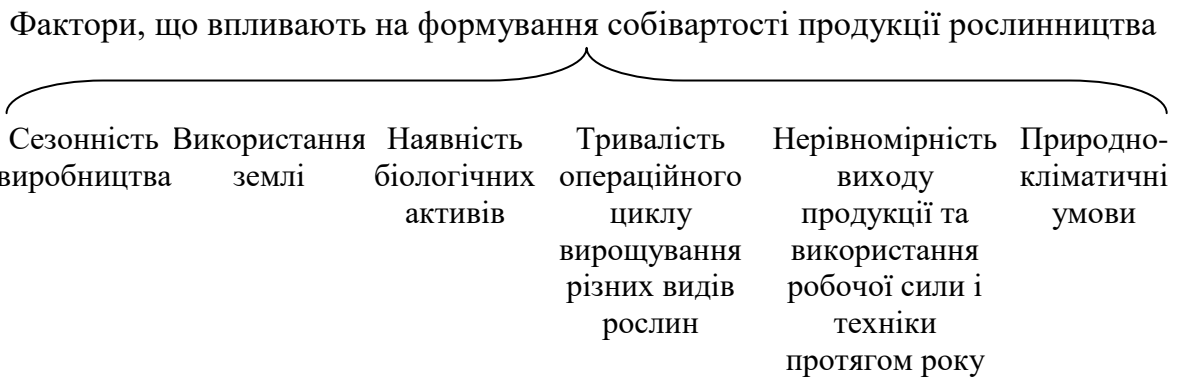 Фактори, що впливають на формування собівартості продукції рослинництва
Сезонність
виробництва
Використання
землі
Наявність
біологічних
активів
Тривалість
операційного
циклу
вирощування
різних видів
рослин
Нерівномірність
виходу
продукції та
використання
робочої сили і
техніки
протягом року
Природно-
кліматичні
умови